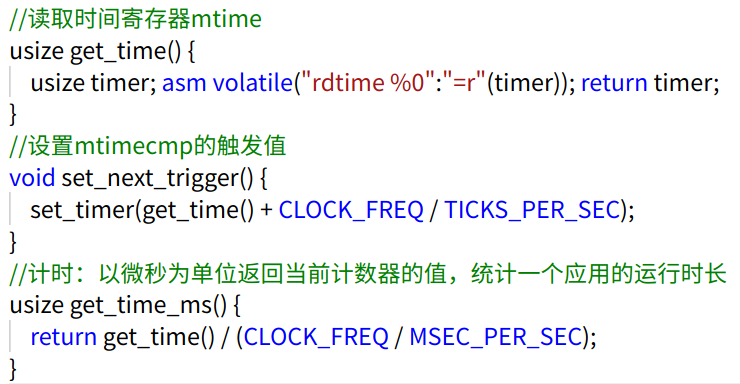 //读取时间寄存器mtime
usize get_time() {
usize timer; asm volatile("rdtime %0":"=r"(timer)); return timer;
}
//设置mtimecmp的触发值
void set_next_trigger() {
set_timer(get_time() + CLOCK_FREQ / TICKS_PER_SEC);
}
//计时：以微秒为单位返回当前计数器的值，统计一个应用的运行时长
usize get_time_ms() {
return get_time() / (CLOCK_FREQ / MSEC_PER_SEC);
}